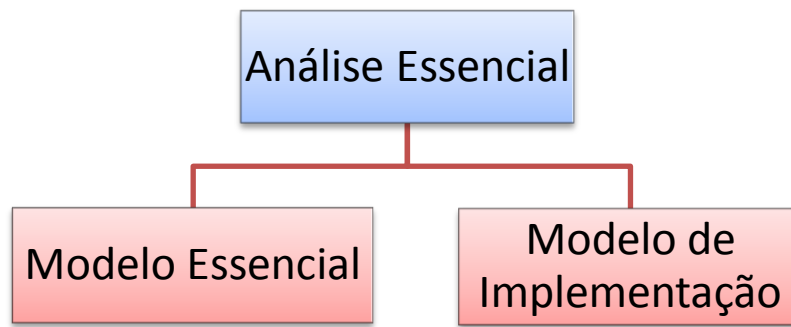 Análise Essencial
Modelo Essencial
Modelo de
Implementação